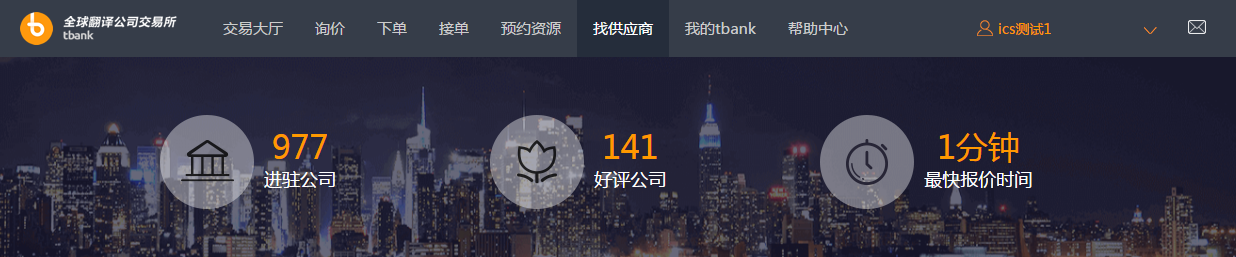 全球翻译公司交易所
tbank
交易大厅 询价 下单 接单 预约资源 找供应商 我的tbank 帮助中心 ics测试1
977 141 1分钟
进驻公司 好评公司 最快报价时间